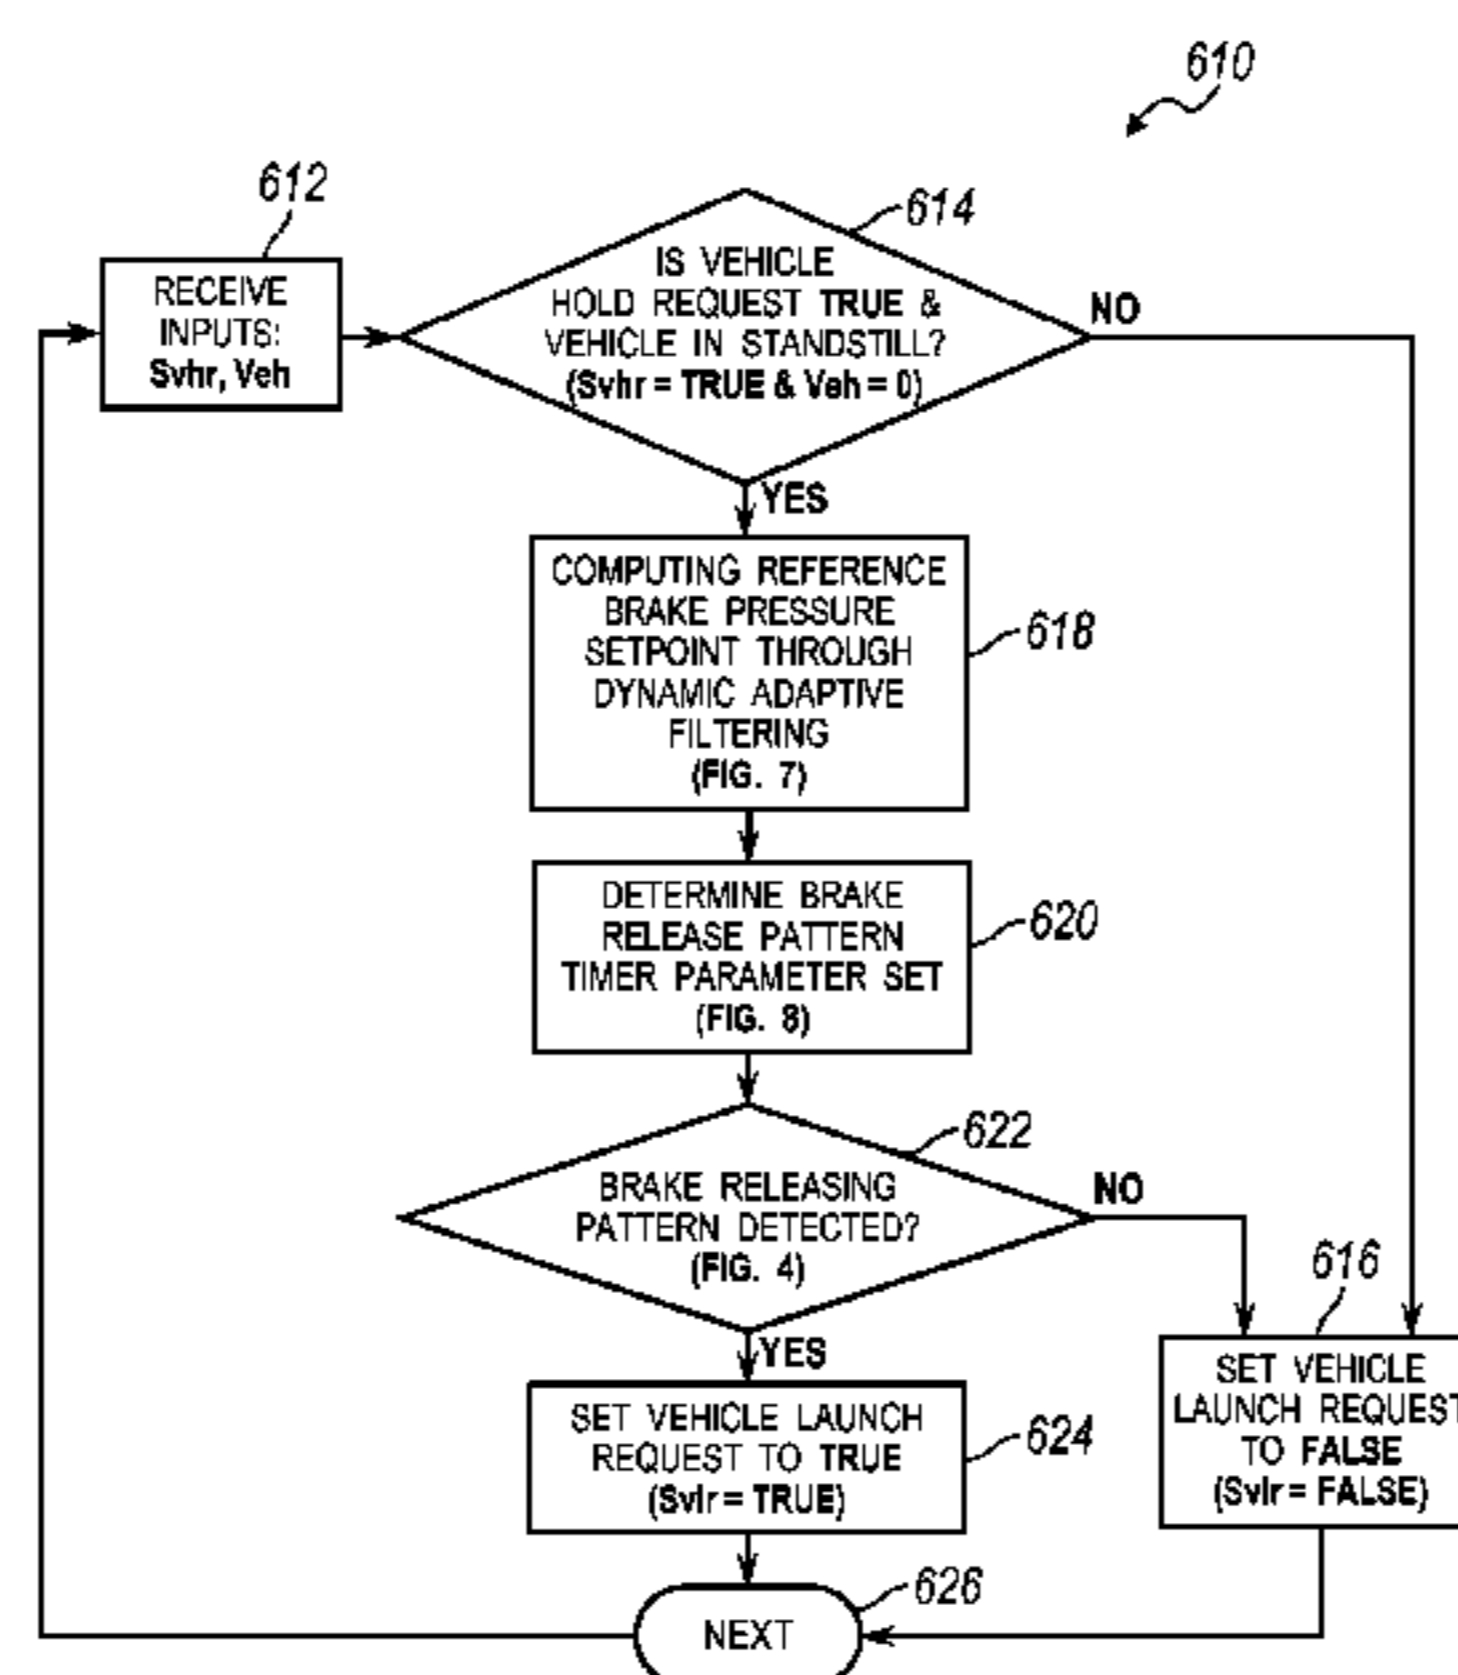 610
612
614
RECEIVE
INPUTS:
Svhr, Veh
IS VEHICLE
HOLD REQUEST TRUE &
VEHICLE IN STANDSTILL?
(Svhr = TRUE & Veh = 0)
NO
YES
COMPUTING REFERENCE
BRAKE PRESSURE
SETPOINT THROUGH
DYNAMIC ADAPTIVE
FILTERING
(FIG. 7)
618
DETERMINE BRAKE
RELEASE PATTERN
TIMER PARAMETER SET
(FIG. 8)
620
622
BRAKE RELEASING
PATTERN DETECTED?
(FIG. 4)
NO
YES
616
SET VEHICLE
LAUNCH REQUEST
TO FALSE
(Svlr = FALSE)
SET VEHICLE LAUNCH
REQUEST TO TRUE
(Svlr = TRUE)
624
626
NEXT